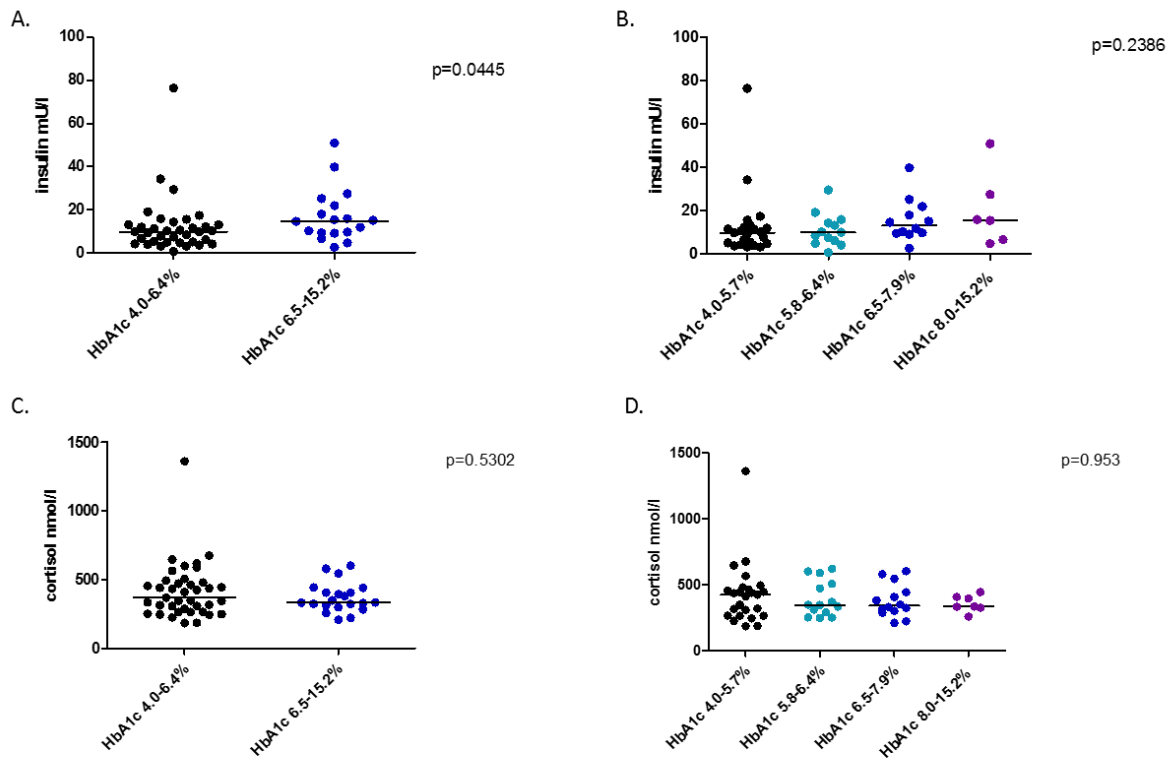 A.
100
80
60
40
20
0
insulin mU/l
p=0.0445
HbA1c 4.0-6.4%
HbA1c 6.5-15.2%
B.
100
80
60
40
20
0
insulin mU/l
p=0.2386
HbA1c 4.0-5.7%
HbA1c 5.8-6.4%
HbA1c 6.5-7.9%
HbA1c 8.0-15.2%
C.
1500
1000
500
0
cortisol nmol/l
p=0.5302
HbA1c 4.0-6.4%
HbA1c 6.5-15.2%
D.
1500
1000
500
0
cortisol nmol/l
p=0.953
HbA1c 4.0-5.7%
HbA1c 5.8-6.4%
HbA1c 6.5-7.9%
HbA1c 8.0-15.2%